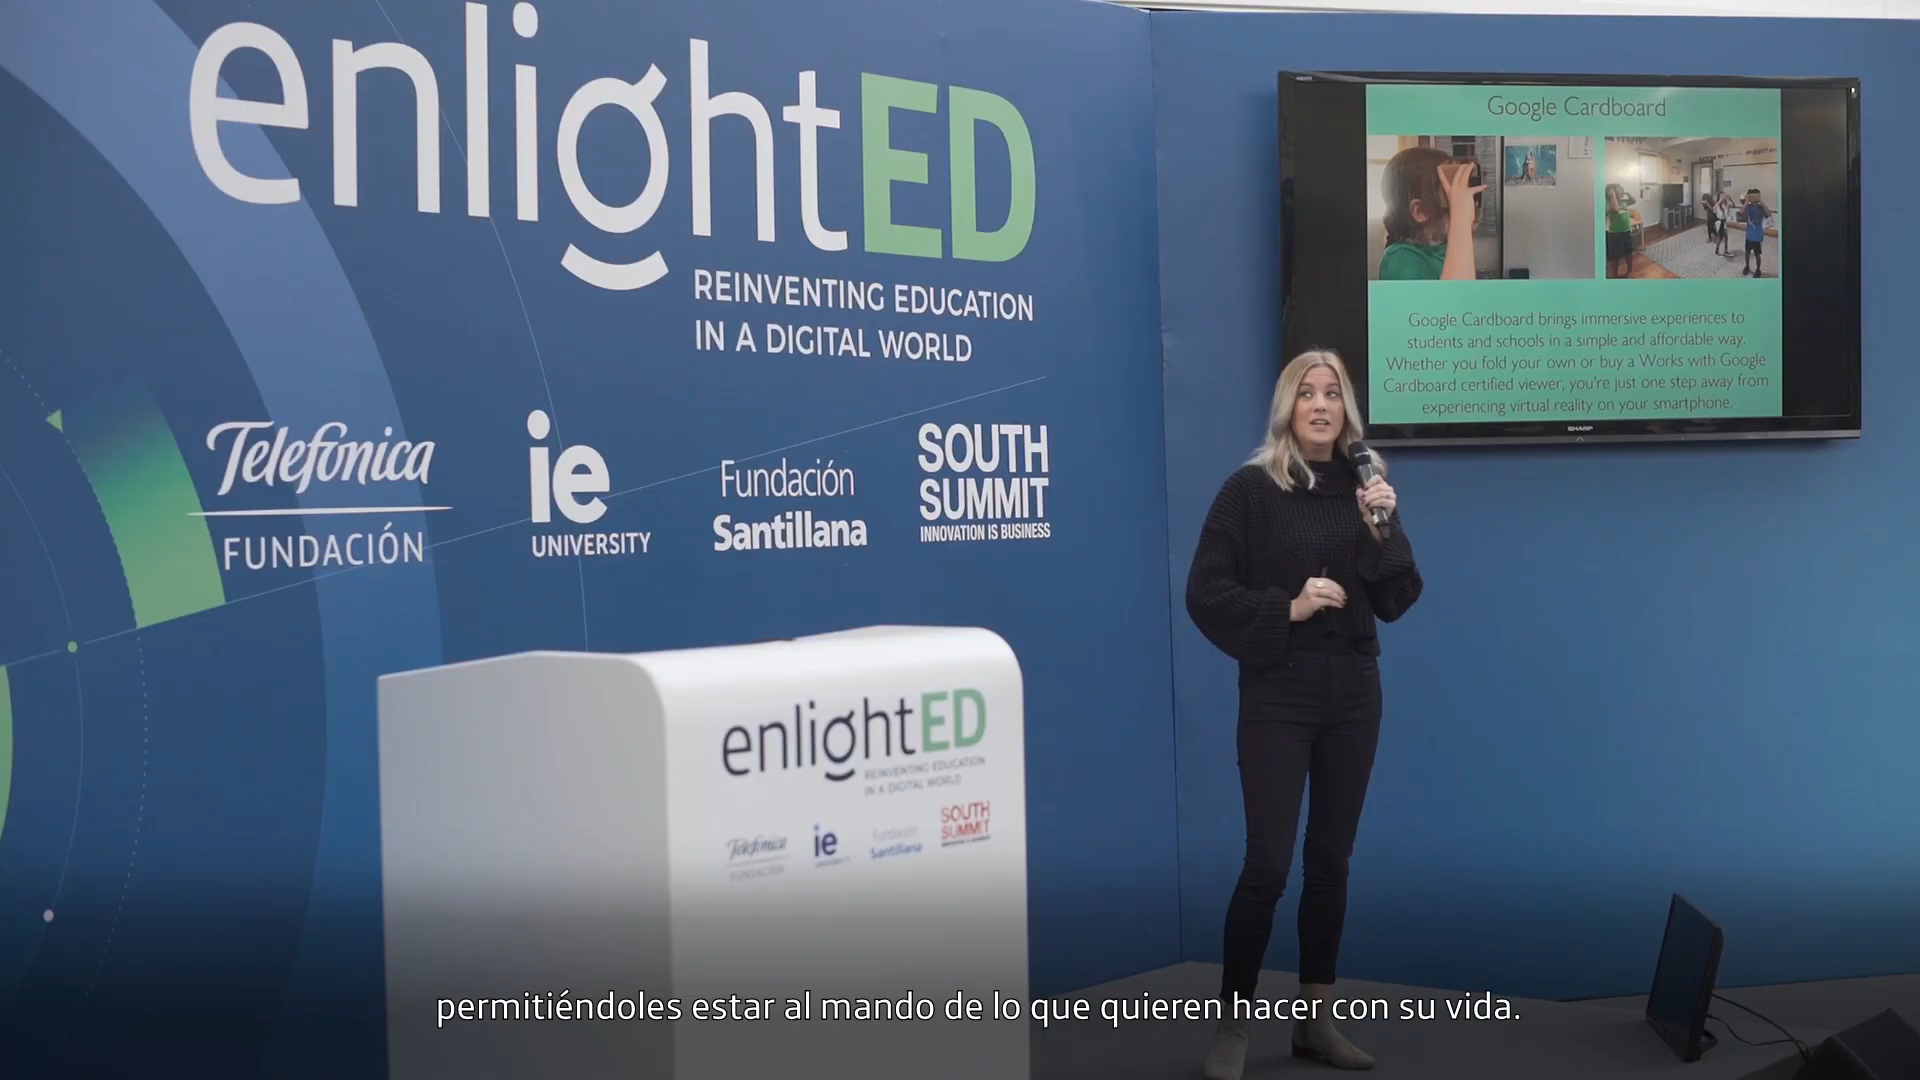 enlightED
REINVENTING EDUCATION
IN A DIGITAL WORLD
Telefónica
FUNDACIÓN
ie
UNIVERSITY
Fundación
Santillana
SOUTH
SUMMIT
INNOVATION IS BUSINESS
Google Cardboard
Google Cardboard brings immersive experiences to
students and schools in a simple and affordable way.
Whether you fold your own or buy a Works with Google
Cardboard certified viewer, you're just one step away from
experiencing virtual reality on your smartphone.
SHARP
enlightED
REINVENTING EDUCATION
IN A DIGITAL WORLD
Telefónica
FUNDACIÓN
ie
Fundación
Santillana
SOUTH
SUMMIT
permitiéndoles estar al mando de lo que quieren hacer con su vida.